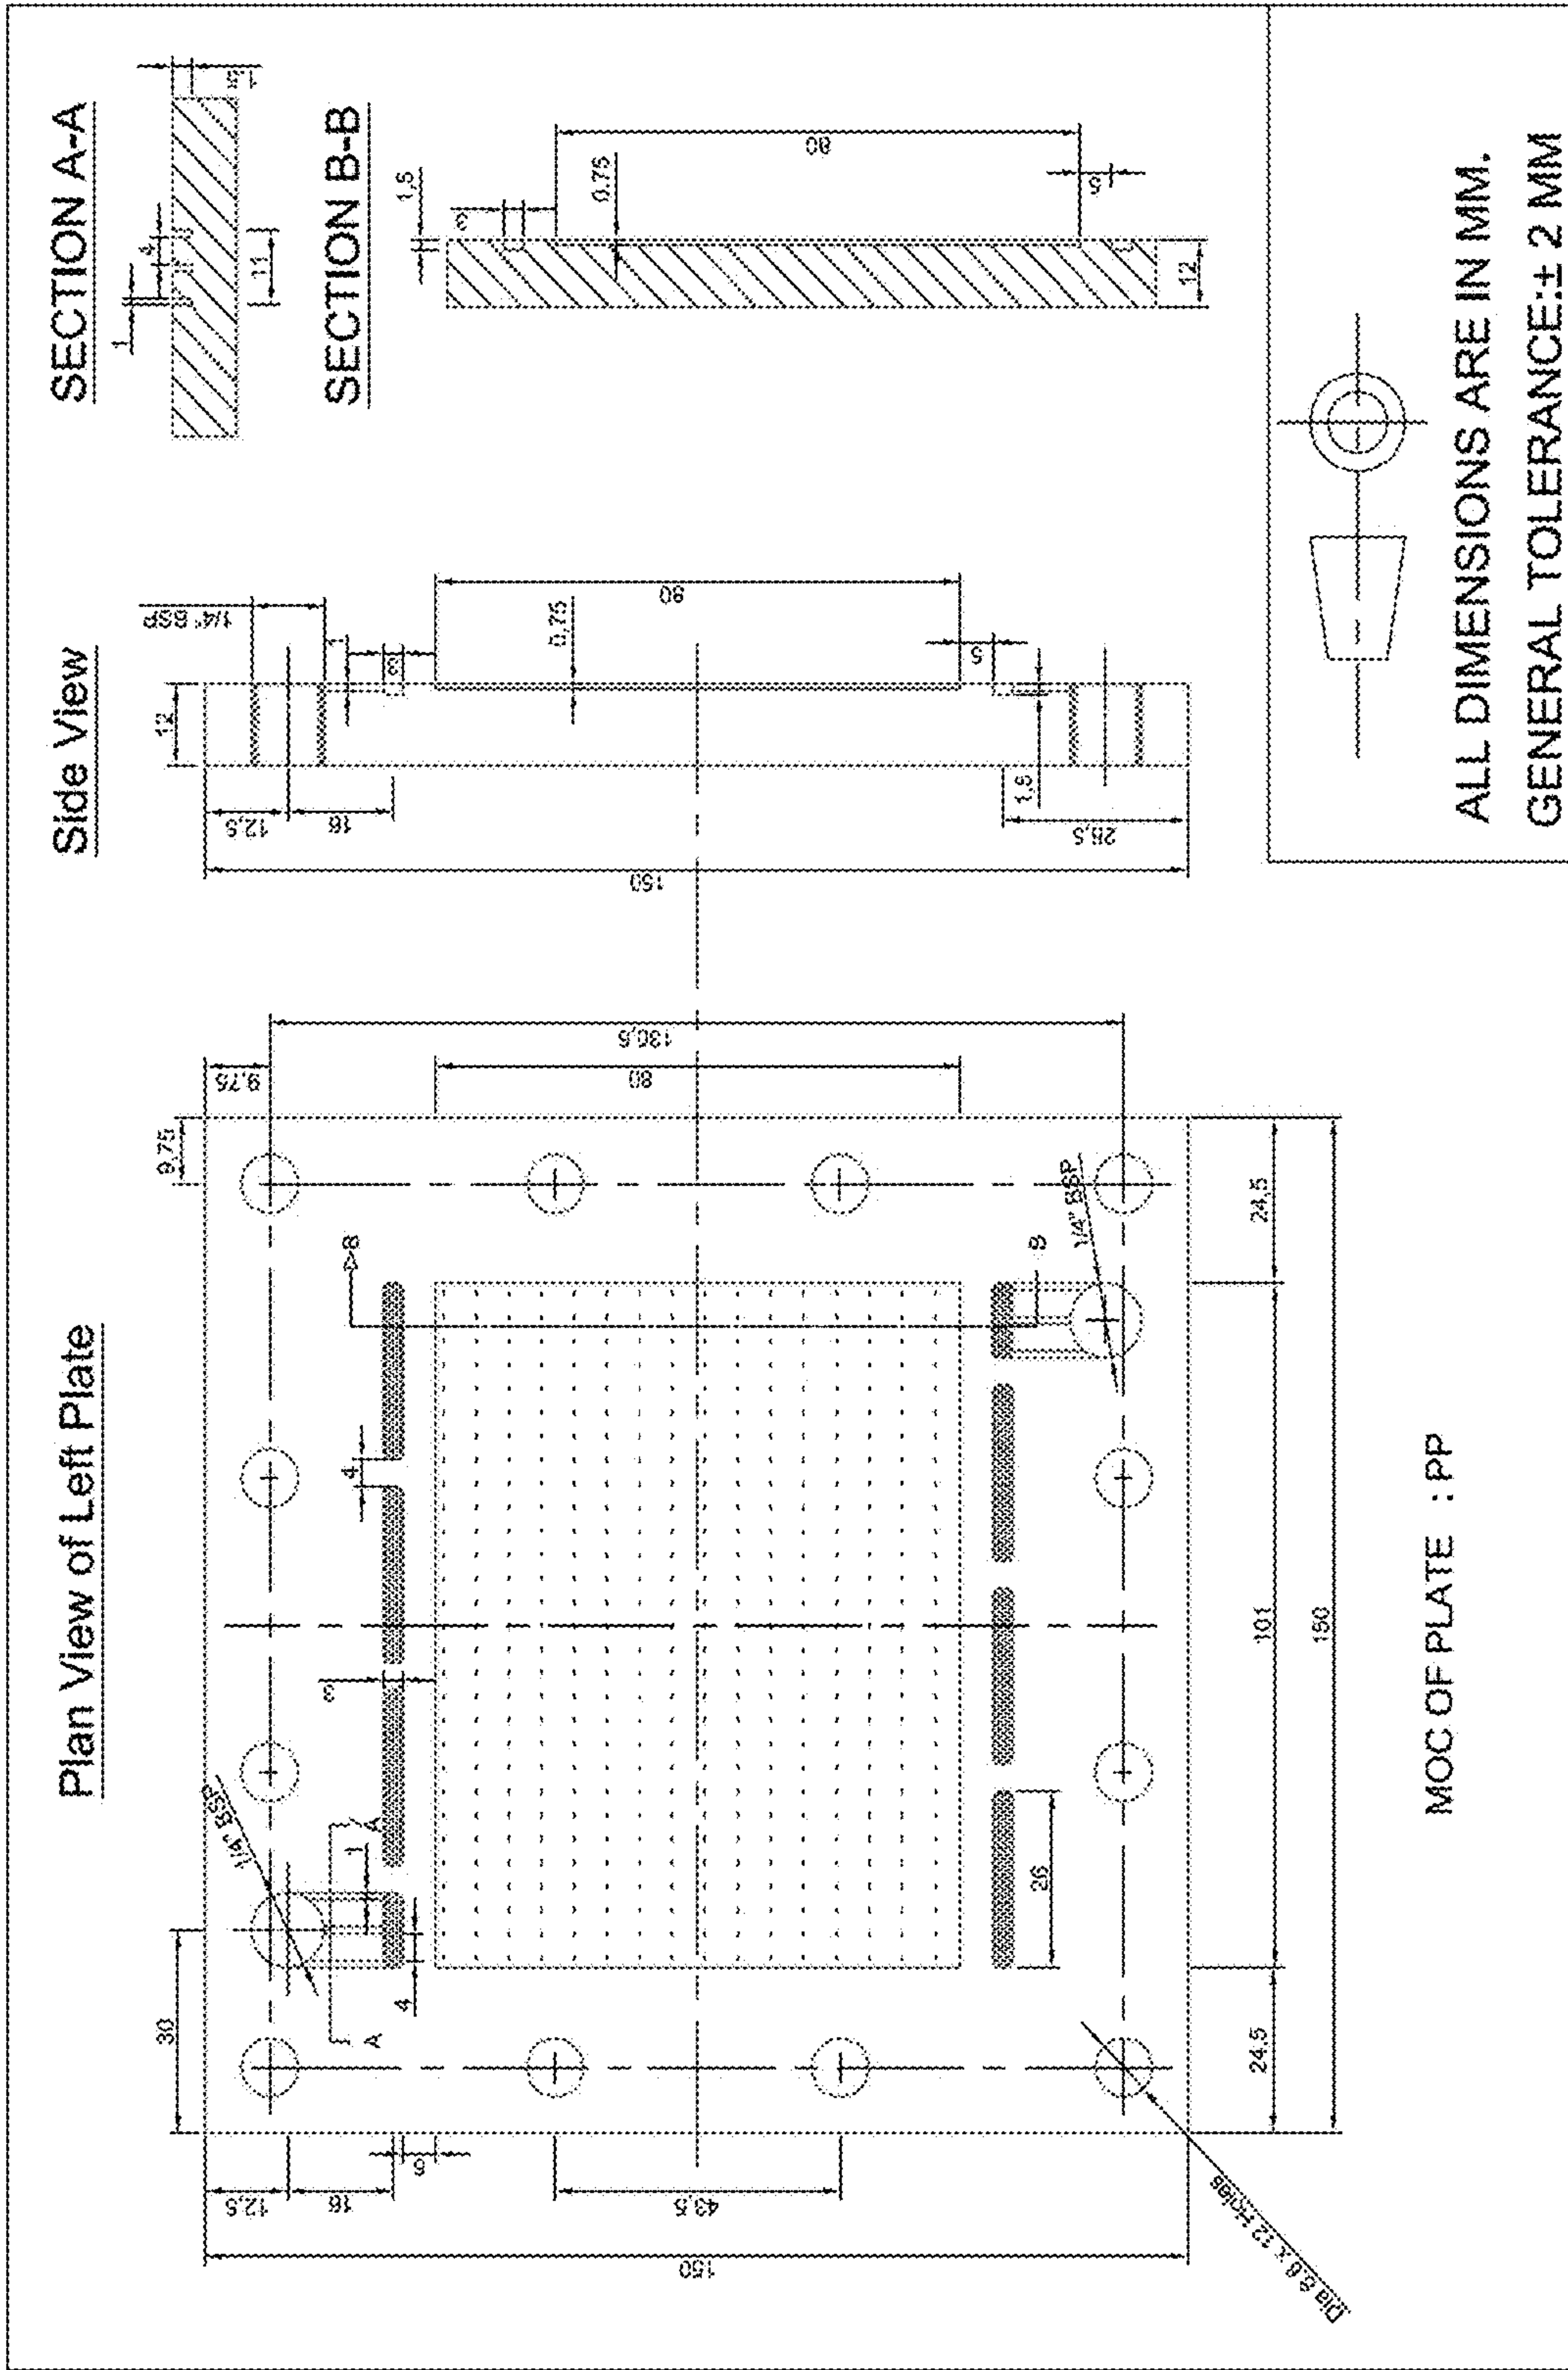 Plan View of Left Plate
Side View
SECTION A-A
SECTION B-B
30
9.75
9.75
12.5
16
150
43.5
1/4" BSP
A
A
1
4
3
4
B
B
1/4" BSP
130.5
80
26
24.5
101
24.5
150
12
1/4" BSP
12.5
16
150
80
0.75
5
1.5
28.5
1
4
11
1.5
1.5
3
0.75
80
5
12
MOC OF PLATE : PP
ALL DIMENSIONS ARE IN MM.
GENERAL TOLERANCE:± 2 MM